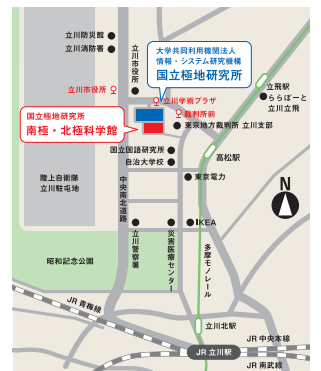 立川防災館
立川消防署
立川市役所
大学共同利用機関法人
情報・システム研究機構
国立極地研究所
立飛駅
ららぽーと
立川立飛
立川市役所
立川学術プラザ
裁判所前
国立極地研究所
南極・北極科学館
東京地方裁判所 立川支部
国立国語研究所
自治大学校
高松駅
陸上自衛隊
立川駐屯地
中央南北道路
東京電力
N
IKEA
立川警察署
災害医療センター
多摩モノレール
昭和記念公園
JR 青梅線
立川北駅
JR 中央本線
JR 立川駅
JR 南武線